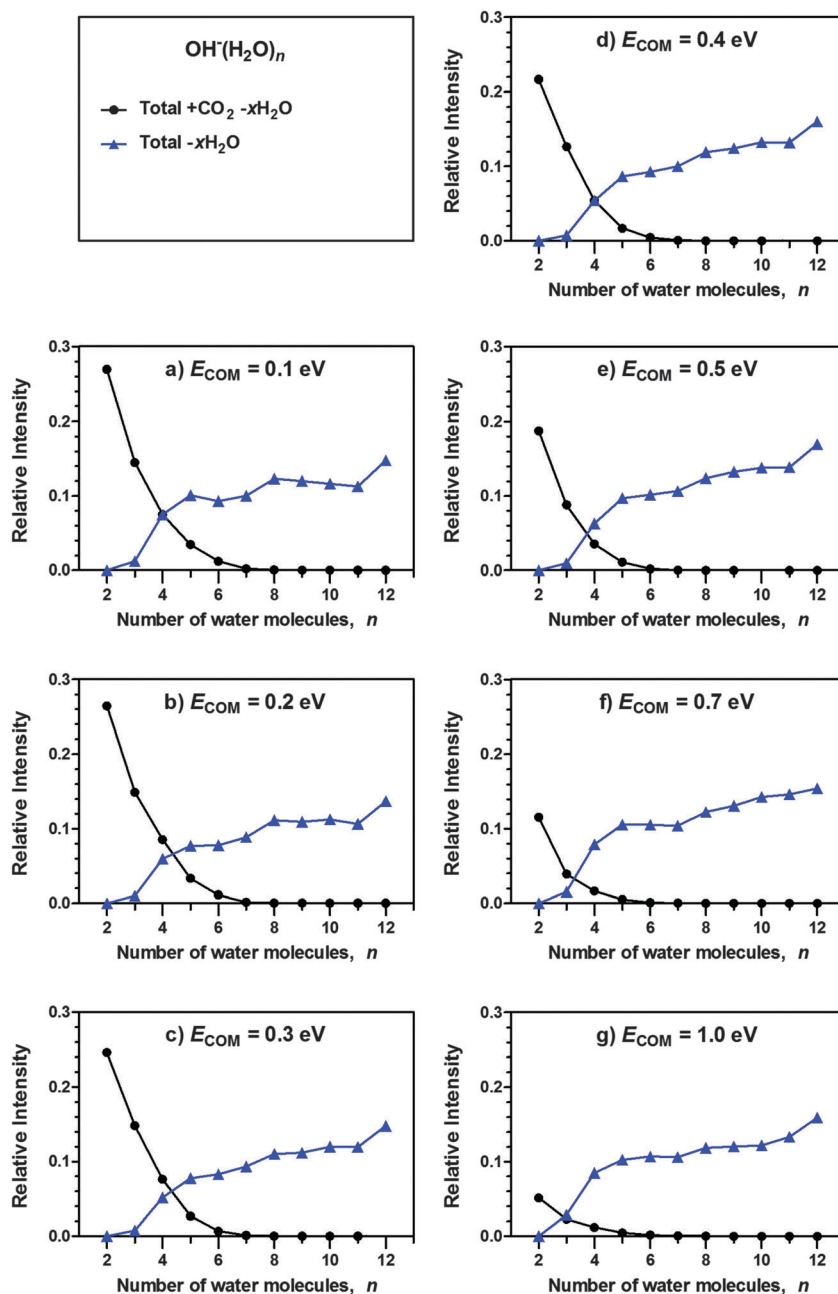 OH⁻(H₂O)ₙ
Total +CO₂ -xH₂O
Total -xH₂O
d) E_COM = 0.4 eV
Relative Intensity
0.3
0.2
0.1
0.0
2 4 6 8 10 12
Number of water molecules, n
a) E_COM = 0.1 eV
Relative Intensity
0.3
0.2
0.1
0.0
2 4 6 8 10 12
Number of water molecules, n
e) E_COM = 0.5 eV
Relative Intensity
0.3
0.2
0.1
0.0
2 4 6 8 10 12
Number of water molecules, n
b) E_COM = 0.2 eV
Relative Intensity
0.3
0.2
0.1
0.0
2 4 6 8 10 12
Number of water molecules, n
f) E_COM = 0.7 eV
Relative Intensity
0.3
0.2
0.1
0.0
2 4 6 8 10 12
Number of water molecules, n
c) E_COM = 0.3 eV
Relative Intensity
0.3
0.2
0.1
0.0
2 4 6 8 10 12
Number of water molecules, n
g) E_COM = 1.0 eV
Relative Intensity
0.3
0.2
0.1
0.0
2 4 6 8 10 12
Number of water molecules, n